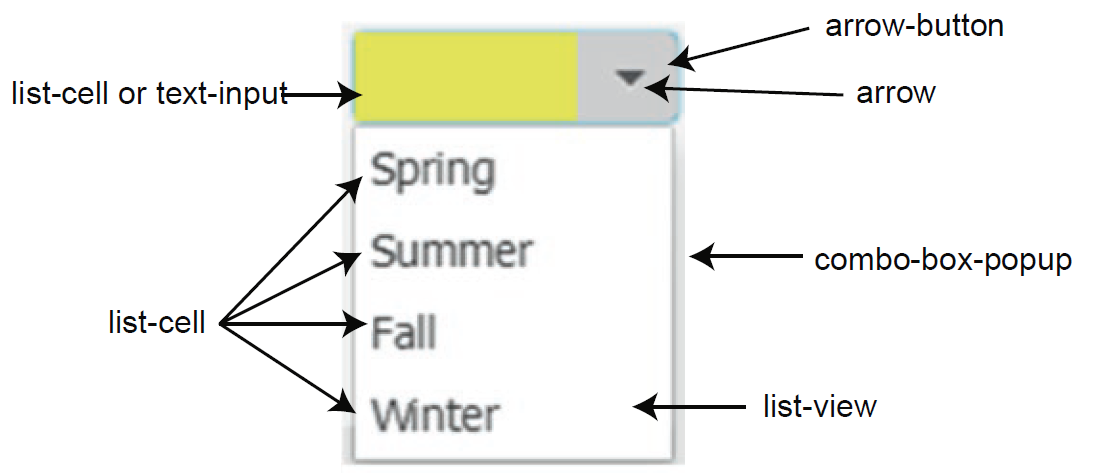 arrow-button
list-cell or text-input
arrow
Spring
Summer
combo-box-popup
list-cell
Fall
Winter
list-view